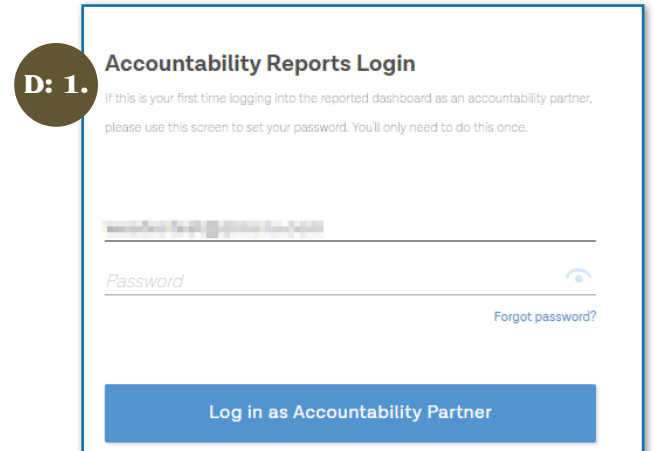 Accountability Reports Login
D: 1.
If this is your first time logging into the reported dashboard as an accountability partner,
please use this screen to set your password. You'll only need to do this once.
Password
Forgot password?
Log in as Accountability Partner